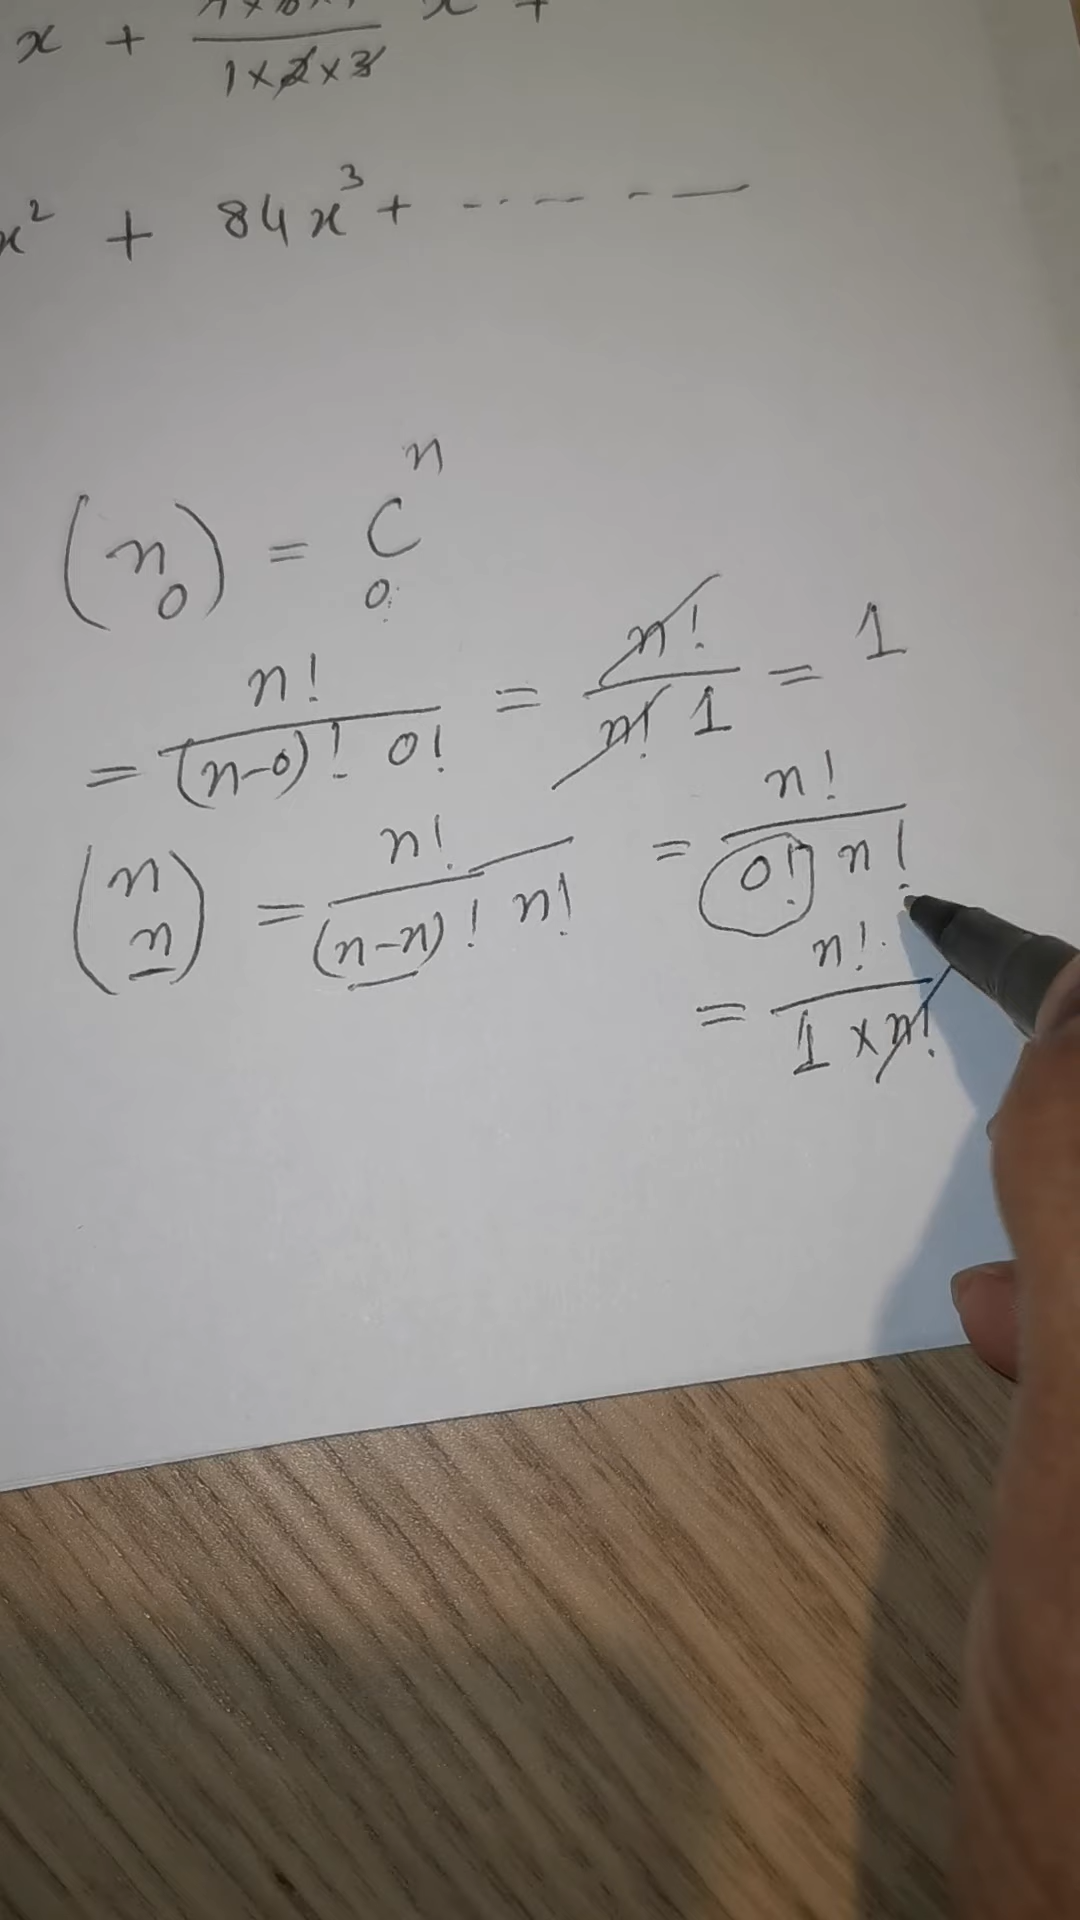 x + / 1×2×3 x +
x² + 84x³ + ----- - —
(n 0) = C n 0
= n! / (n-0)! 0! = n! / n! 1 = 1
(n n) = n! / (n-n)! n! = n! / 0! n!
= n! / 1 × n!